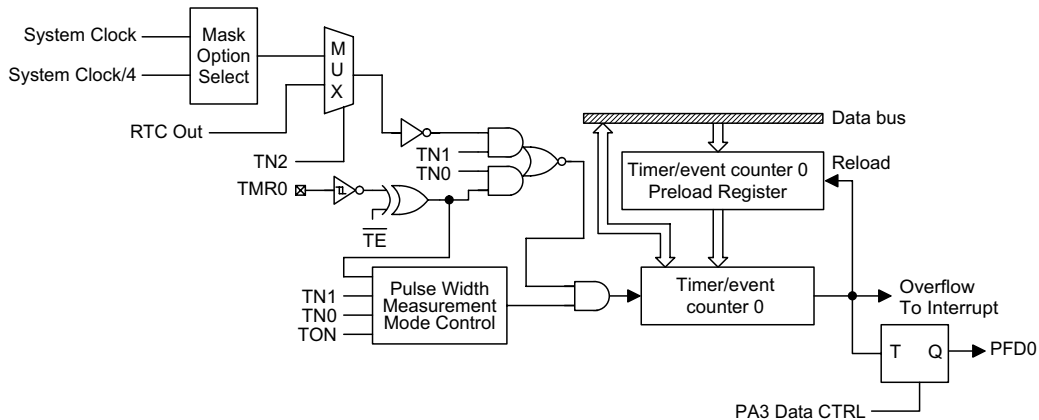 System Clock
System Clock/4
Mask
Option
Select
M
U
X
RTC Out
TN2
TMR0
TE
TN1
TN0
Data bus
Timer/event counter 0
Preload Register
Reload
TN1
TN0
TON
Pulse Width
Measurement
Mode Control
Timer/event
counter 0
Overflow
To Interrupt
T Q
PFD0
PA3 Data CTRL